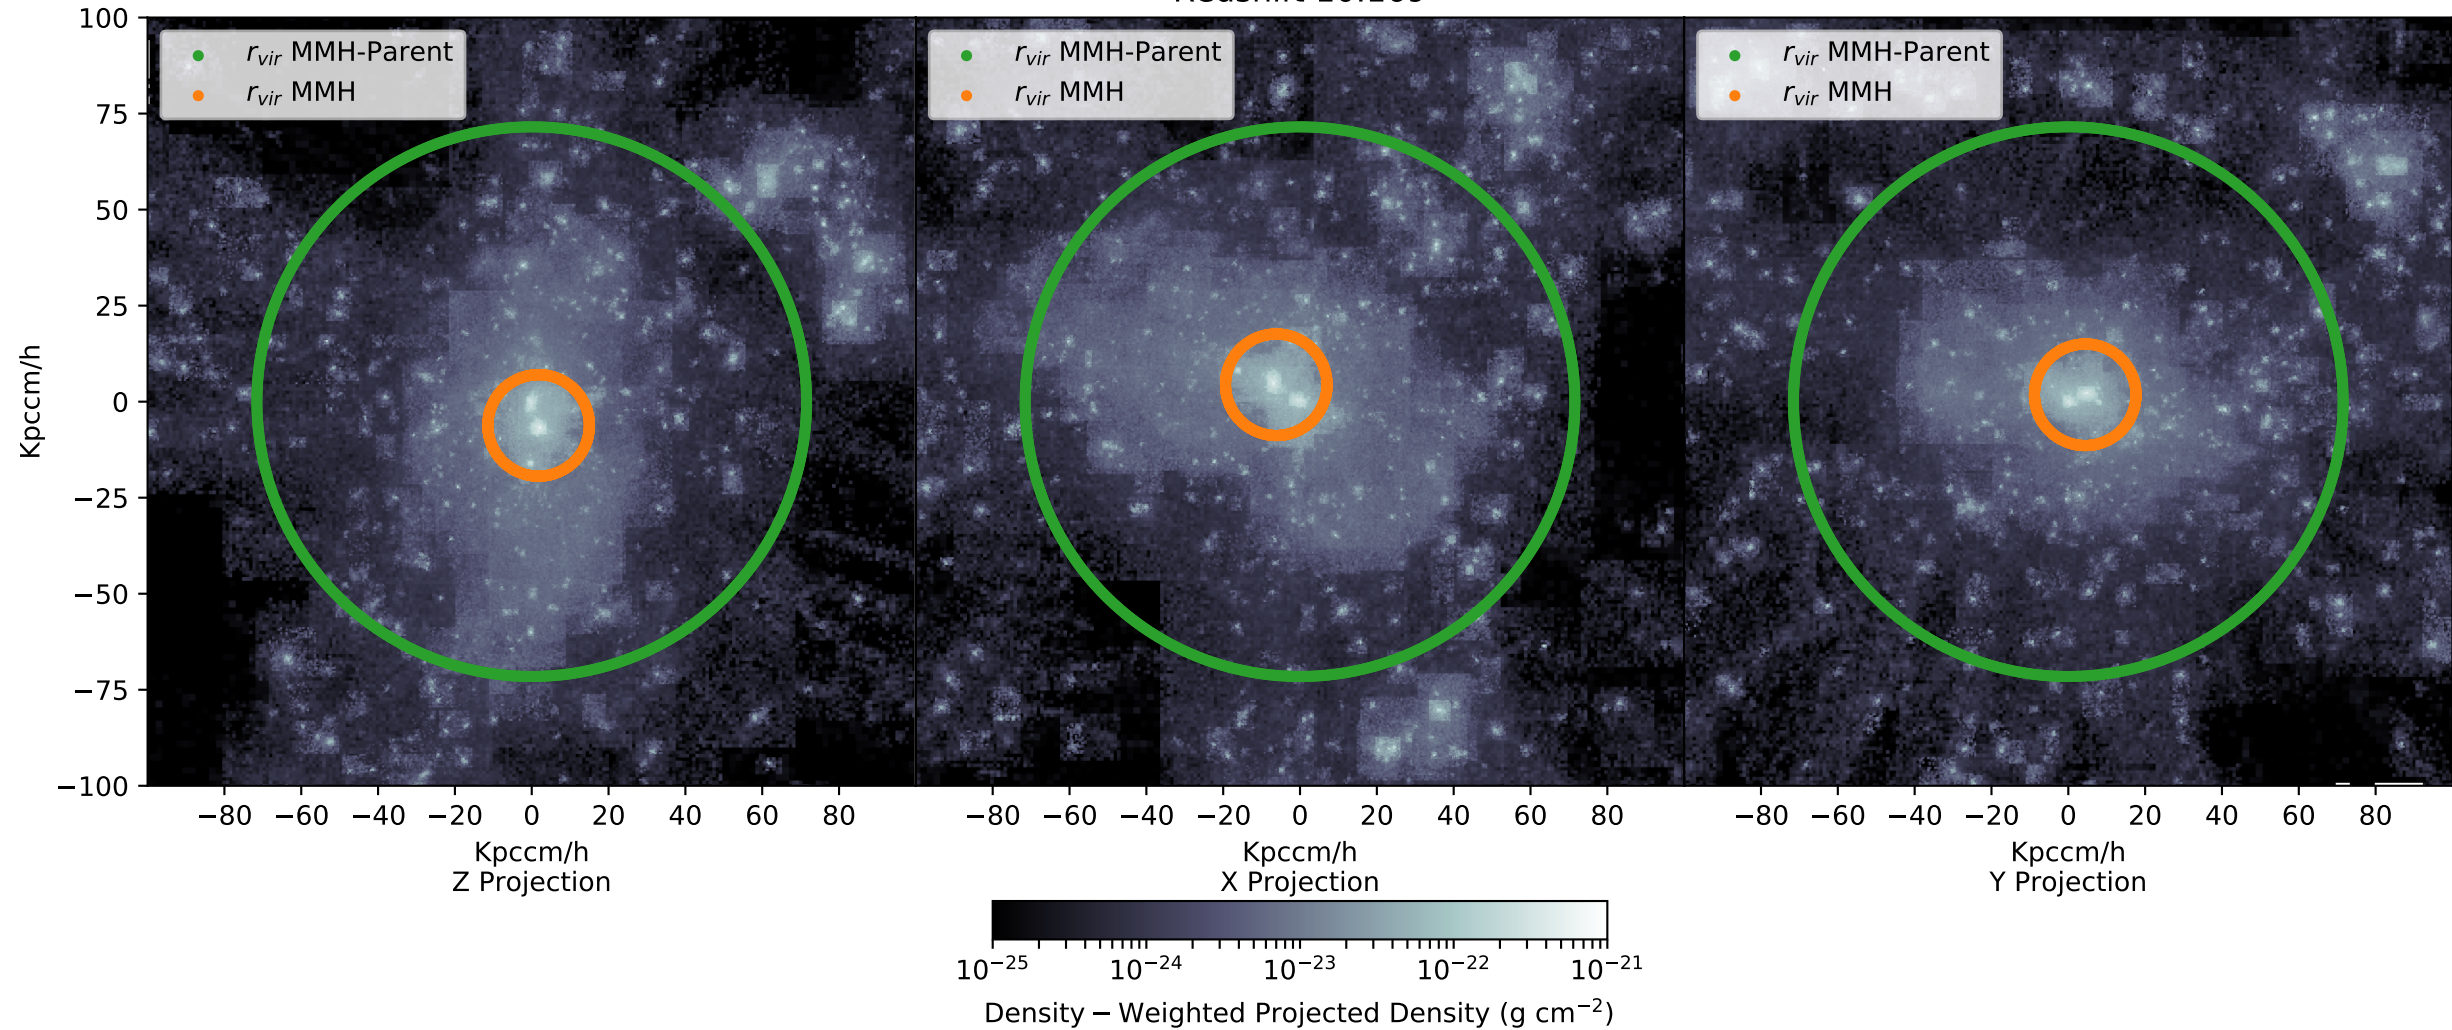 r_vir MMH-Parent
r_vir MMH
r_vir MMH-Parent
r_vir MMH
r_vir MMH-Parent
r_vir MMH
100
75
50
25
0
−25
−50
−75
−100
Kpccm/h
−80 −60 −40 −20 0 20 40 60 80
−80 −60 −40 −20 0 20 40 60 80
−80 −60 −40 −20 0 20 40 60 80
Kpccm/h
Z Projection
Kpccm/h
X Projection
Kpccm/h
Y Projection
10⁻²⁵ 10⁻²⁴ 10⁻²³ 10⁻²² 10⁻²¹
Density − Weighted Projected Density (g cm⁻²)